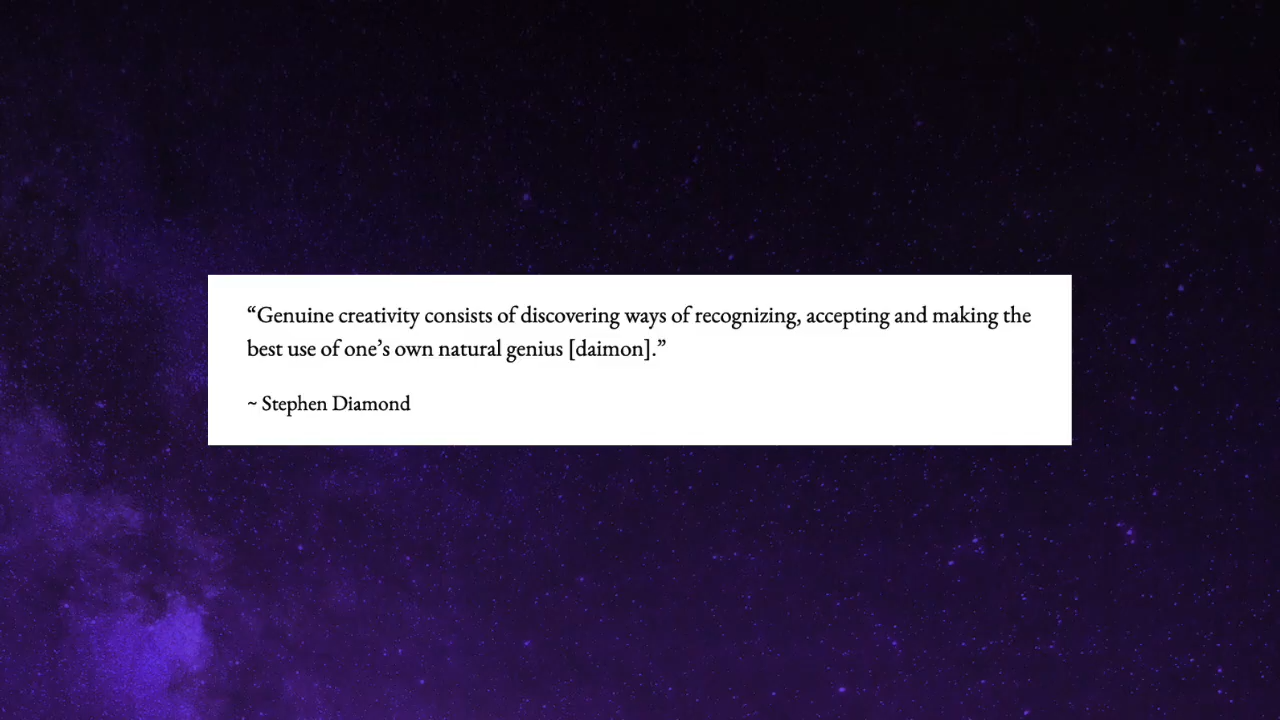 “Genuine creativity consists of discovering ways of recognizing, accepting and making the
best use of one’s own natural genius [daimon].”
~ Stephen Diamond